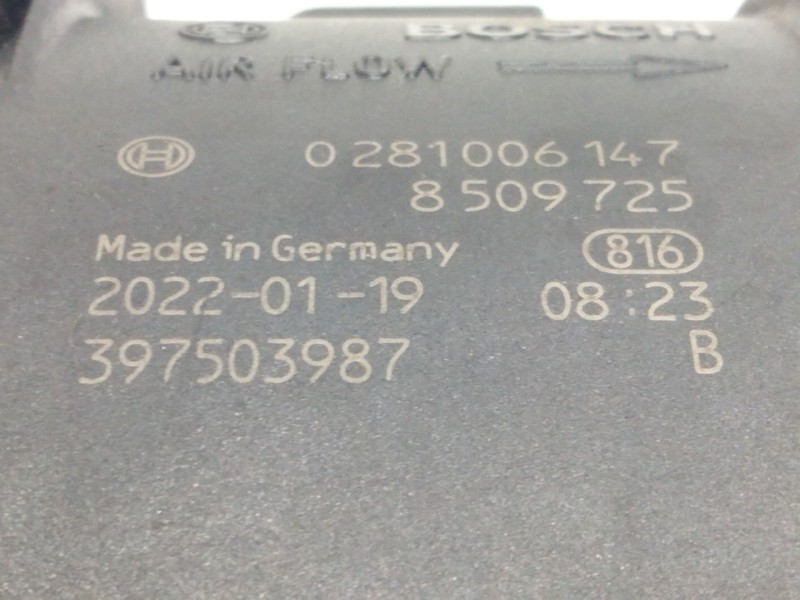 BOSCH
AIR FLOW
0 281 006 147
8 509 725
Made in Germany 816
2022-01-19 08:23
397503987 B